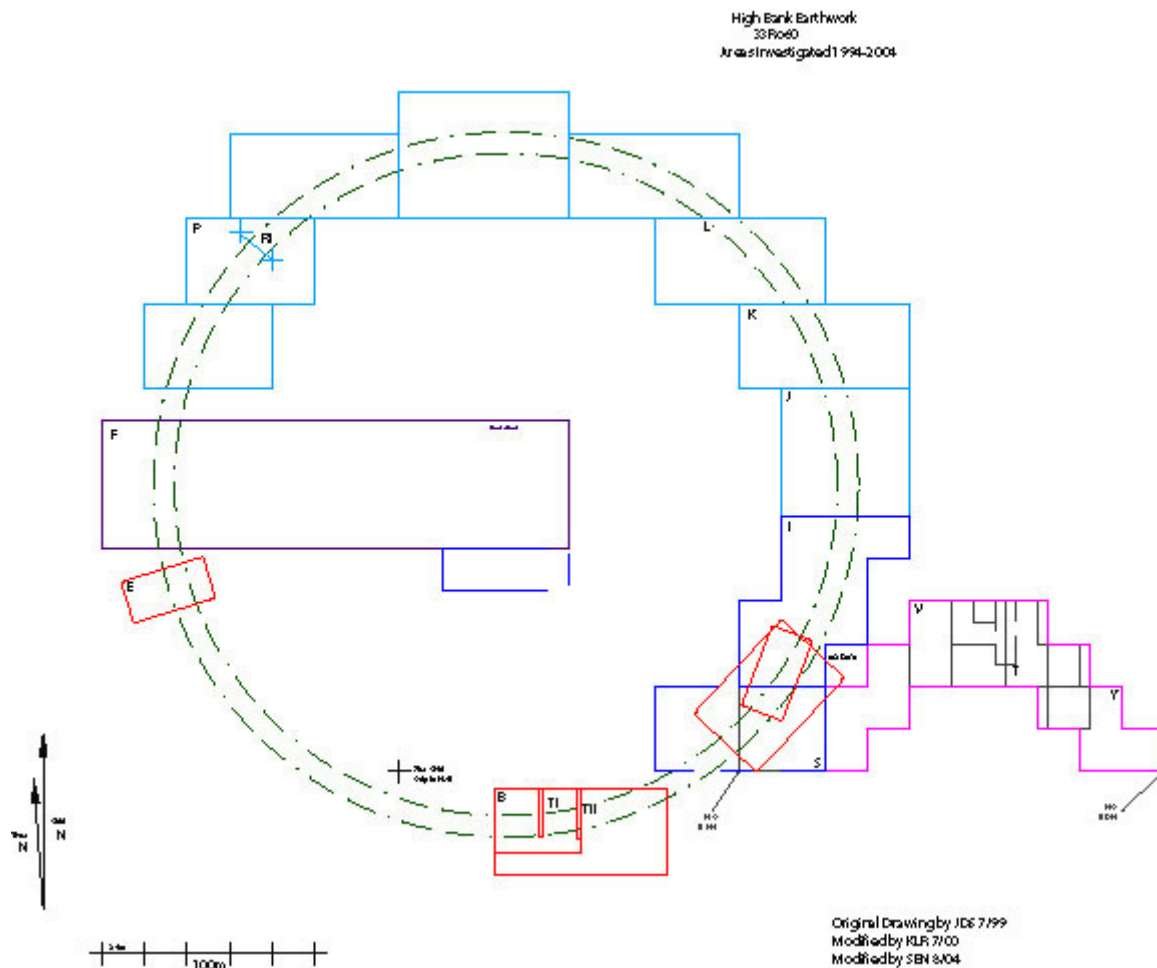 High Bank Earthwork
33Ro60
Areas Investigated 1994-2004
P
RI
L
K
J
F
I
E
V
Y
S
B
TI
TII
N
N
100m
Original Drawing by JDS 7/99
Modified by KLR 7/00
Modified by SEN 8/04